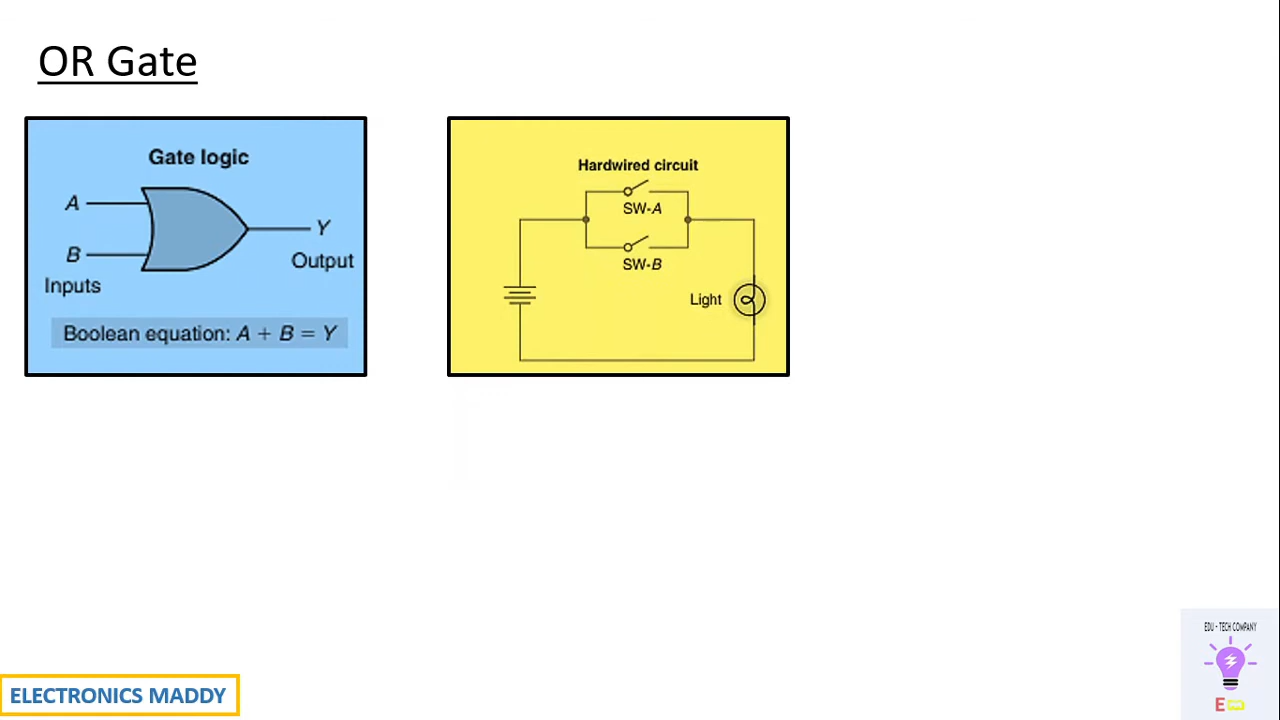 OR Gate
Gate logic
A
B
Y
Output
Inputs
Boolean equation: A + B = Y
Hardwired circuit
SW-A
SW-B
Light
EDU - TECH COMPANY
E
ELECTRONICS MADDY